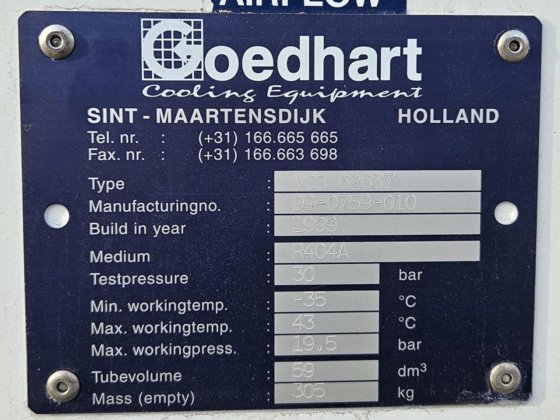 AIRFLOW
Goedhart
Cooling Equipment
SINT - MAARTENSDIJK HOLLAND
Tel. nr. : (+31) 166.665 665
Fax. nr. : (+31) 166.663 698
Type :
Manufacturingno. : 99-0759-010
Build in year : 1999
Medium : R404A
Testpressure : 30 bar
Min. workingtemp. : -35 °C
Max. workingtemp. : 43 °C
Max. workingpress. : 19,5 bar
Tubevolume : 59 dm³
Mass (empty) : 305 kg